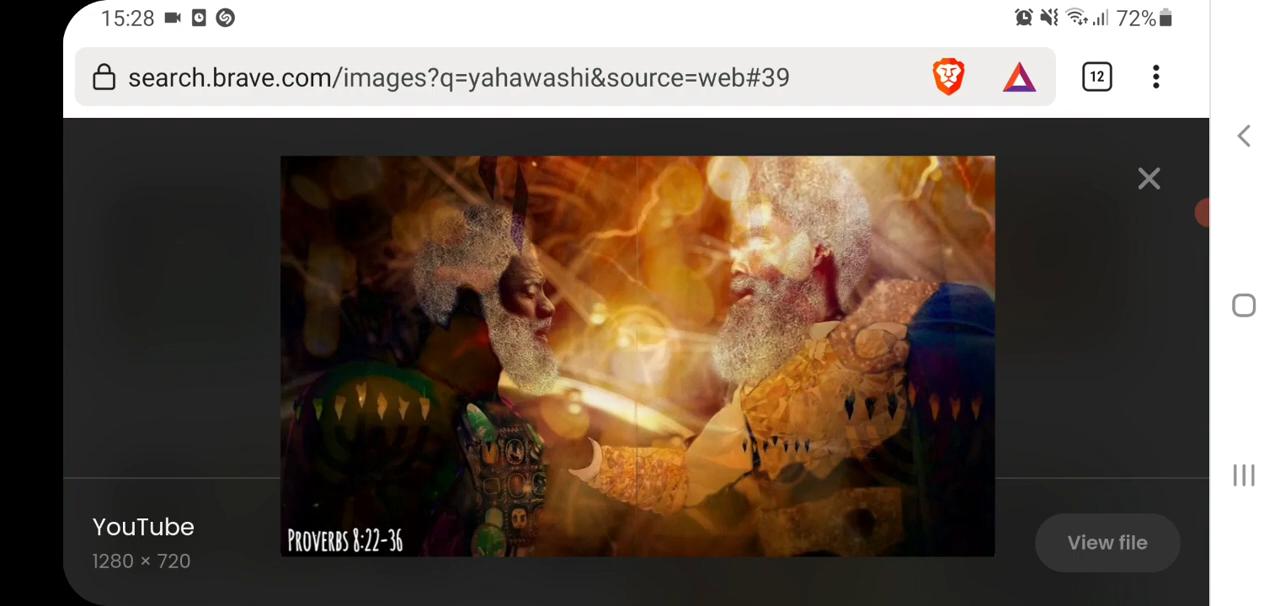 15:28
72%
search.brave.com/images?q=yahawashi&source=web#39
12
PROVERBS 8:22-36
YouTube
1280 × 720
View file